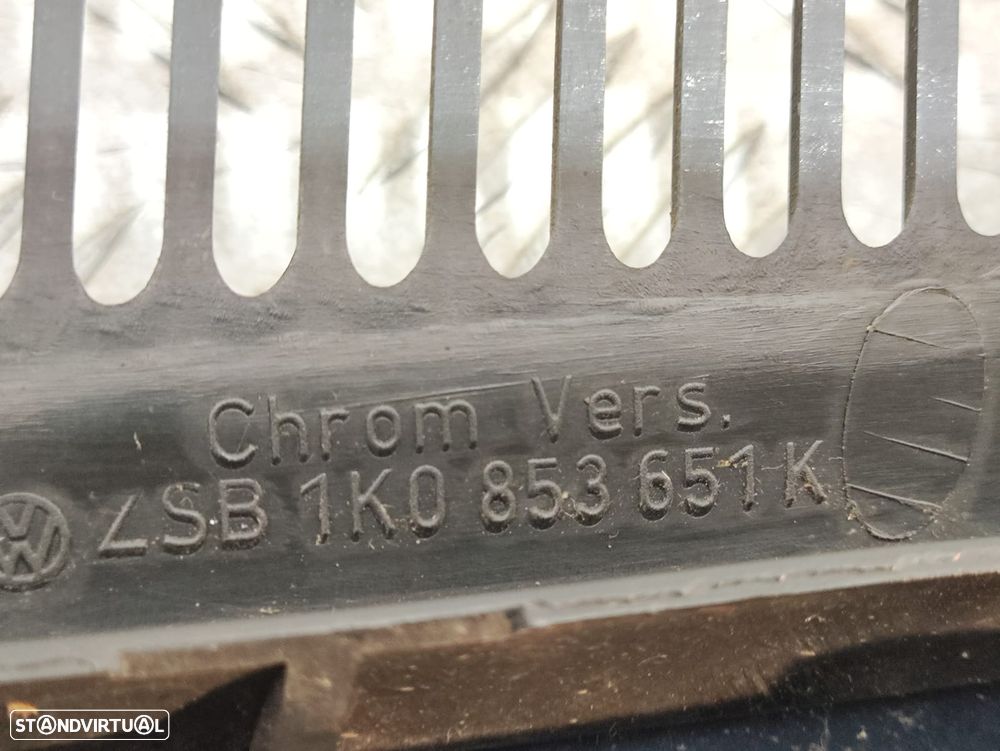 Chrom Vers.
ZSB 1K0 853 651 K
STANDVIRTUAL